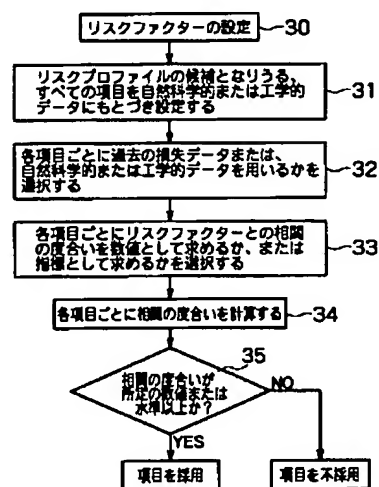 リスクファクターの設定
30
リスクプロファイルの候補となりうる、
すべての項目を自然科学的または工学的
データにもとづき設定する
31
各項目ごとに過去の損失データまたは、
自然科学的または工学的データを用いるかを
選択する
32
各項目ごとにリスクファクターとの相関
の度合いを数値として求めるか、または
指標として求めるかを選択する
33
各項目ごとに相関の度合いを計算する
34
35
相関の度合いが
所定の数値または
水準以上か?
NO
YES
項目を採用
項目を不採用